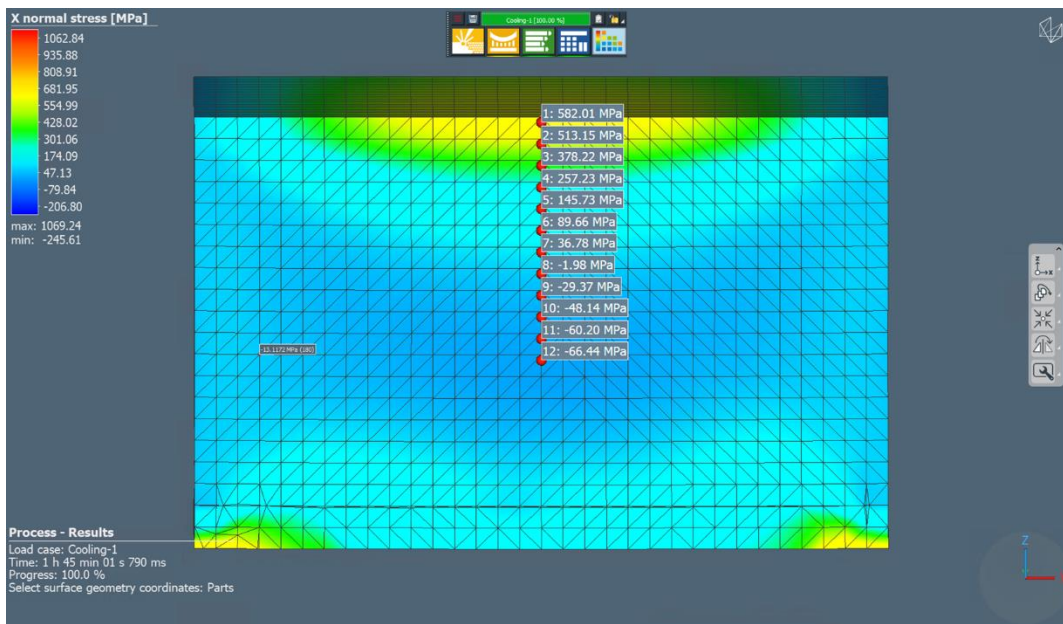 X normal stress [MPa]
1062.84
935.88
808.91
681.95
554.99
428.02
301.06
174.09
47.13
-79.84
-206.80
max: 1069.24
min: -245.61
Cooling-1 [100.00 %]
1: 582.01 MPa
2: 513.15 MPa
3: 378.22 MPa
4: 257.23 MPa
5: 145.73 MPa
6: 89.66 MPa
7: 36.78 MPa
8: -1.98 MPa
9: -29.37 MPa
10: -48.14 MPa
11: -60.20 MPa
12: -66.44 MPa
Process - Results
Load case: Cooling-1
Time: 1 h 45 min 01 s 790 ms
Progress: 100.0 %
Select surface geometry coordinates: Parts
Z